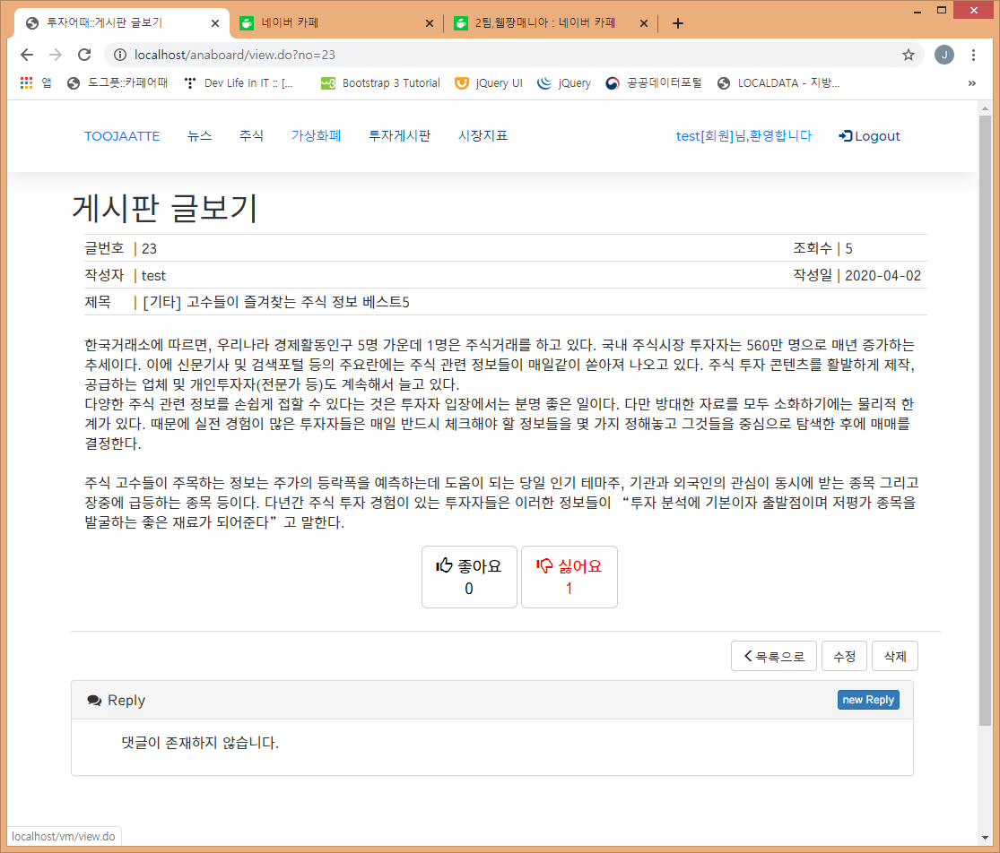 투자어때::게시판 글보기
네이버 카페
2팀,웹짱매니아 : 네이버 카페
localhost/anaboard/view.do?no=23
J
앱 도그풋::카페어때 Dev Life in IT :: [... w3 Bootstrap 3 Tutorial jQuery UI jQuery 공공데이터포털 LOCALDATA - 지방... »
TOOJAATTE 뉴스 주식 가상화폐 투자게시판 시장지표 test[회원]님,환영합니다 Logout
게시판 글보기
글번호 | 23 조회수 | 5
작성자 | test 작성일 | 2020-04-02
제목 | [기타] 고수들이 즐겨찾는 주식 정보 베스트5
한국거래소에 따르면, 우리나라 경제활동인구 5명 가운데 1명은 주식거래를 하고 있다. 국내 주식시장 투자자는 560만 명으로 매년 증가하는
추세이다. 이에 신문기사 및 검색포털 등의 주요란에는 주식 관련 정보들이 매일같이 쏟아져 나오고 있다. 주식 투자 콘텐츠를 활발하게 제작,
공급하는 업체 및 개인투자자(전문가 등)도 계속해서 늘고 있다.
다양한 주식 관련 정보를 손쉽게 접할 수 있다는 것은 투자자 입장에서는 분명 좋은 일이다. 다만 방대한 자료를 모두 소화하기에는 물리적 한
계가 있다. 때문에 실전 경험이 많은 투자자들은 매일 반드시 체크해야 할 정보들을 몇 가지 정해놓고 그것들을 중심으로 탐색한 후에 매매를
결정한다.
주식 고수들이 주목하는 정보는 주가의 등락폭을 예측하는데 도움이 되는 당일 인기 테마주, 기관과 외국인의 관심이 동시에 받는 종목 그리고
장중에 급등하는 종목 등이다. 다년간 주식 투자 경험이 있는 투자자들은 이러한 정보들이 “투자 분석에 기본이자 출발점이며 저평가 종목을
발굴하는 좋은 재료가 되어준다”고 말한다.
좋아요 싫어요
0 1
목록으로 수정 삭제
Reply new Reply
댓글이 존재하지 않습니다.
localhost/vm/view.do